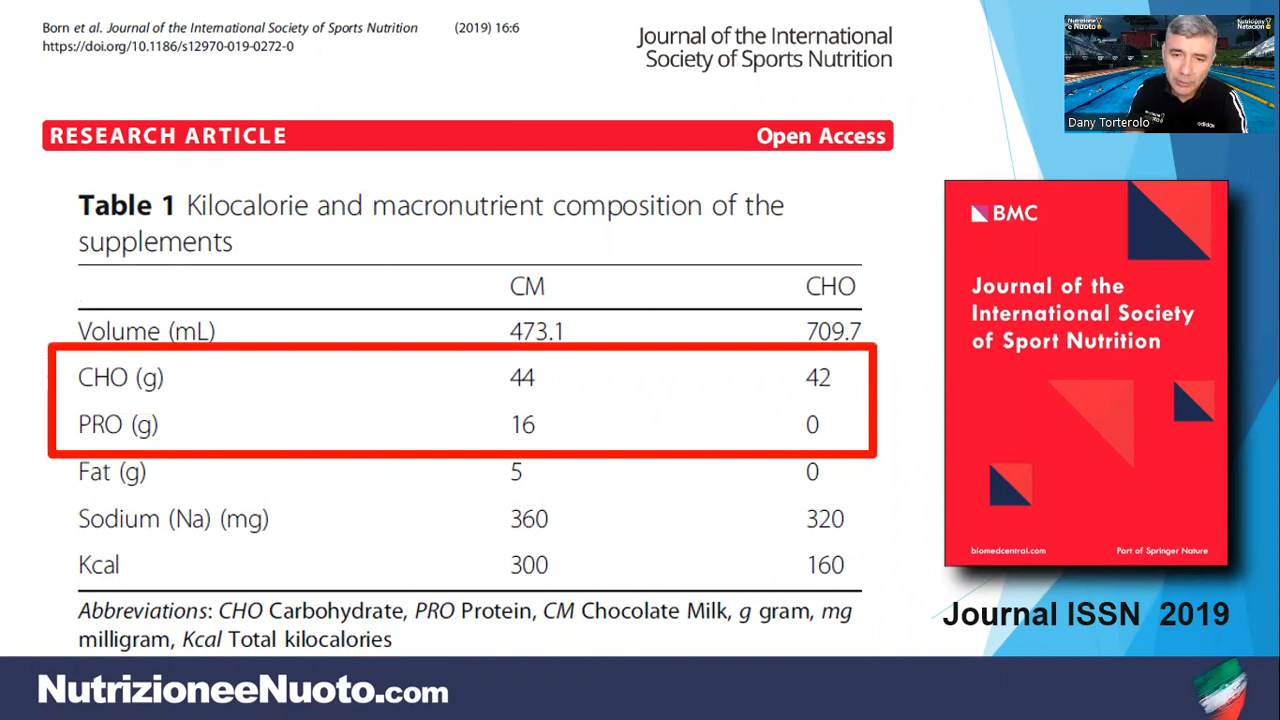 Born et al. Journal of the International Society of Sports Nutrition (2019) 16:6
https://doi.org/10.1186/s12970-019-0272-0
Journal of the International
Society of Sports Nutrition
RESEARCH ARTICLE Open Access
Table 1 Kilocalorie and macronutrient composition of the
supplements
CM CHO
Volume (mL) 473.1 709.7
CHO (g) 44 42
PRO (g) 16 0
Fat (g) 5 0
Sodium (Na) (mg) 360 320
Kcal 300 160
Abbreviations: CHO Carbohydrate, PRO Protein, CM Chocolate Milk, g gram, mg
milligram, Kcal Total kilocalories
Nutrizione
e Nuoto
Nutrición y
Natación
adidas
Dany Torterolo
BMC
Journal of the
International Society
of Sport Nutrition
biomedcentral.com Part of Springer Nature
Journal ISSN 2019
NutrizioneeNuoto.com